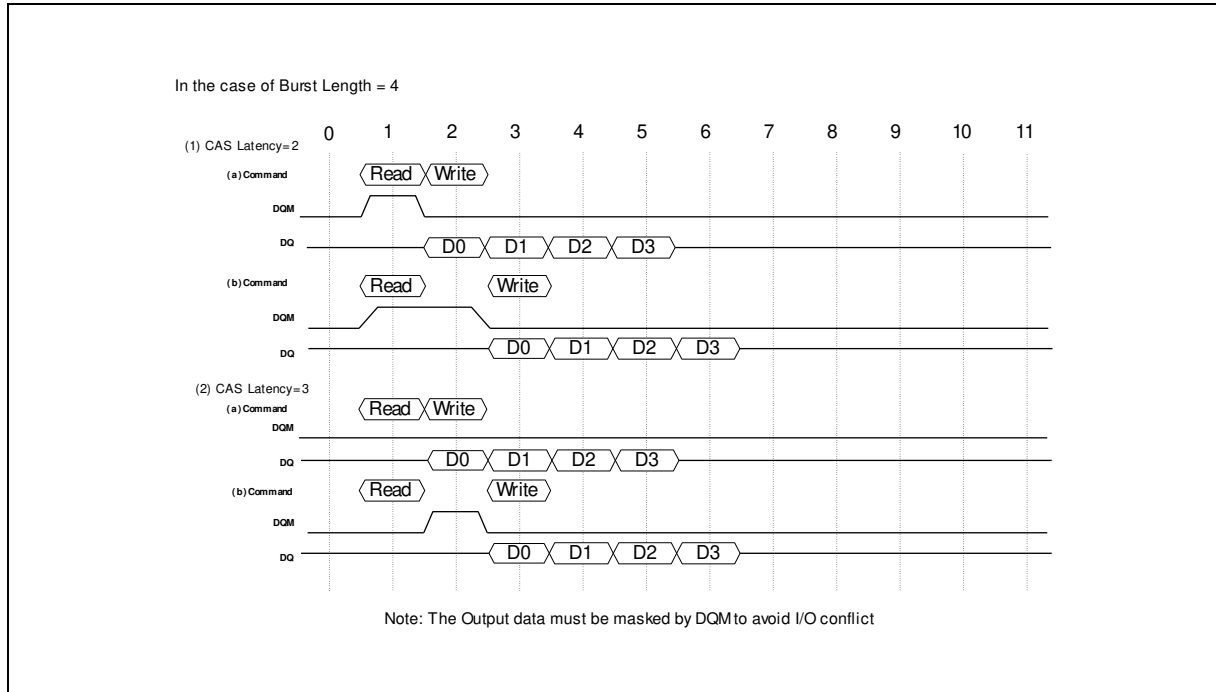 In the case of Burst Length = 4
0 1 2 3 4 5 6 7 8 9 10 11
(1) CAS Latency=2
(a)Command Read Write
DQM
DQ D0 D1 D2 D3
(b)Command Read Write
DQM
DQ D0 D1 D2 D3
(2) CAS Latency=3
(a)Command Read Write
DQM
DQ D0 D1 D2 D3
(b)Command Read Write
DQM
DQ D0 D1 D2 D3
Note: The Output data must be masked by DQM to avoid I/O conflict